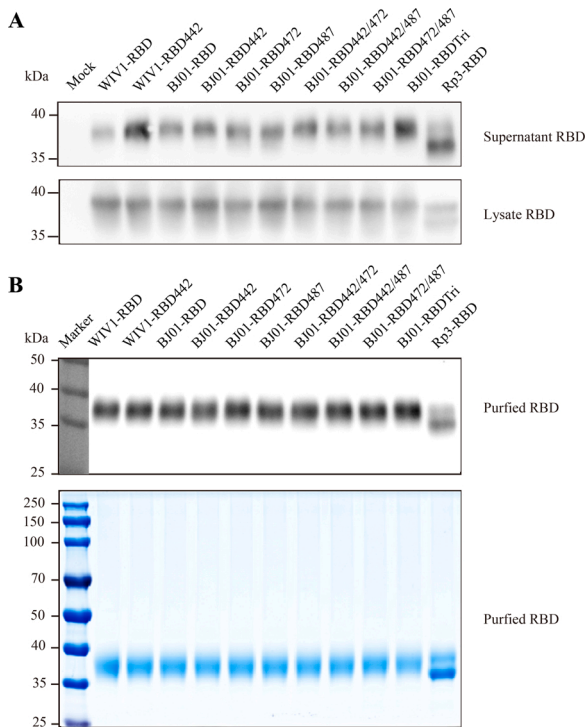 A
Mock
WIV1-RBD
WIV1-RBD442
BJ01-RBD
BJ01-RBD442
BJ01-RBD472
BJ01-RBD487
BJ01-RBD442/472
BJ01-RBD442/487
BJ01-RBD472/487
BJ01-RBDTri
Rp3-RBD
kDa
40
35
Supernatant RBD
40
35
Lysate RBD
B
Marker
WIV1-RBD
WIV1-RBD442
BJ01-RBD
BJ01-RBD442
BJ01-RBD472
BJ01-RBD487
BJ01-RBD442/472
BJ01-RBD442/487
BJ01-RBD472/487
BJ01-RBDTri
Rp3-RBD
kDa
50
40
35
25
Purfied RBD
250
150
100
70
50
40
35
25
Purfied RBD